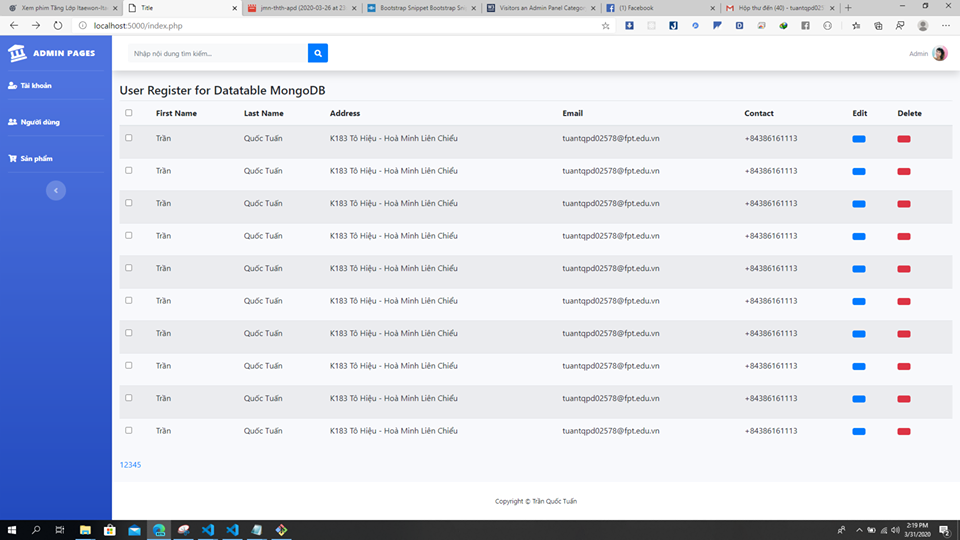 Xem phim Tầng Lớp Itaewon-Ita
Title
jmn-thth-apd (2020-03-26 at 23
Bootstrap Snippet Bootstrap Snip
Visitors an Admin Panel Categor
(1) Facebook
Hộp thư đến (40) - tuantqpd025
localhost:5000/index.php
ADMIN PAGES
Nhập nội dung tìm kiếm...
Admin
Tài khoản
Người dùng
Sản phẩm
User Register for Datatable MongoDB
First Name Last Name Address Email Contact Edit Delete
Trần Quốc Tuấn K183 Tô Hiệu - Hoà Minh Liên Chiểu tuantqpd02578@fpt.edu.vn +84386161113
Trần Quốc Tuấn K183 Tô Hiệu - Hoà Minh Liên Chiểu tuantqpd02578@fpt.edu.vn +84386161113
Trần Quốc Tuấn K183 Tô Hiệu - Hoà Minh Liên Chiểu tuantqpd02578@fpt.edu.vn +84386161113
Trần Quốc Tuấn K183 Tô Hiệu - Hoà Minh Liên Chiểu tuantqpd02578@fpt.edu.vn +84386161113
Trần Quốc Tuấn K183 Tô Hiệu - Hoà Minh Liên Chiểu tuantqpd02578@fpt.edu.vn +84386161113
Trần Quốc Tuấn K183 Tô Hiệu - Hoà Minh Liên Chiểu tuantqpd02578@fpt.edu.vn +84386161113
Trần Quốc Tuấn K183 Tô Hiệu - Hoà Minh Liên Chiểu tuantqpd02578@fpt.edu.vn +84386161113
Trần Quốc Tuấn K183 Tô Hiệu - Hoà Minh Liên Chiểu tuantqpd02578@fpt.edu.vn +84386161113
Trần Quốc Tuấn K183 Tô Hiệu - Hoà Minh Liên Chiểu tuantqpd02578@fpt.edu.vn +84386161113
Trần Quốc Tuấn K183 Tô Hiệu - Hoà Minh Liên Chiểu tuantqpd02578@fpt.edu.vn +84386161113
12345
Copyright © Trần Quốc Tuấn
2:19 PM
3/31/2020